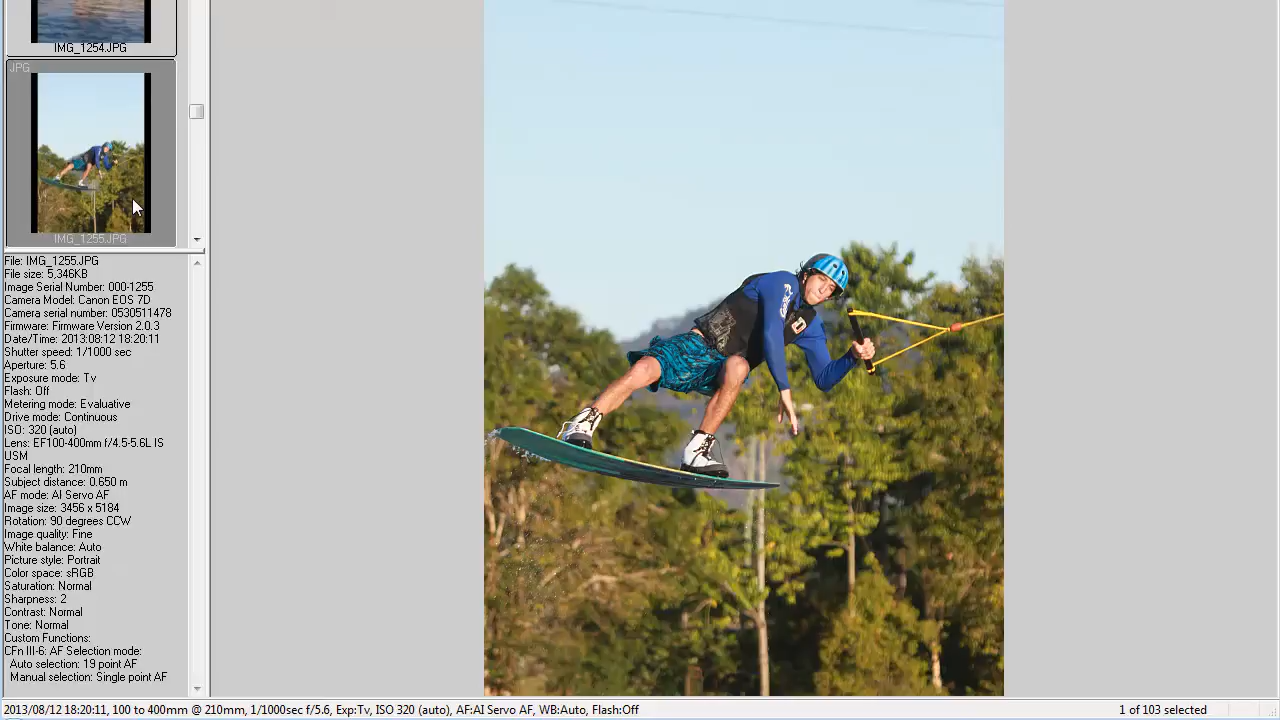 IMG_1254.JPG
JPG
IMG_1255.JPG
File: IMG_1255.JPG
File size: 5,346KB
Image Serial Number: 001-1255
Camera Model: Canon EOS 7D
Camera serial number: 0530511478
Firmware: Firmware Version 2.0.3
Date/Time: 2013:08:12 18:20:11
Shutter speed: 1/1000 sec
Aperture: 5.6
Exposure mode: Tv
Flash: Off
Metering mode: Evaluative
Drive mode: Continuous
ISO: 320 (auto)
Lens: EF100-400mm f/4.5-5.6L IS
USM
Focal length: 210mm
Subject distance: 0.650 m
AF mode: AI Servo AF
Image size: 3456 x 5184
Rotation: 90 degrees CCW
Image quality: Fine
White balance: Auto
Picture style: Portrait
Color space: sRGB
Saturation: Normal
Sharpness: 2
Contrast: Normal
Tone: Normal
Custom Functions:
CFn III-6: AF Selection mode:
Auto selection: 19 point AF
Manual selection: Single point AF
2013/08/12 18:20:11, 100 to 400mm @ 210mm, 1/1000sec f/5.6, Exp:Tv, ISO 320 (auto), AF:AI Servo AF, WB:Auto, Flash:Off
1 of 103 selected